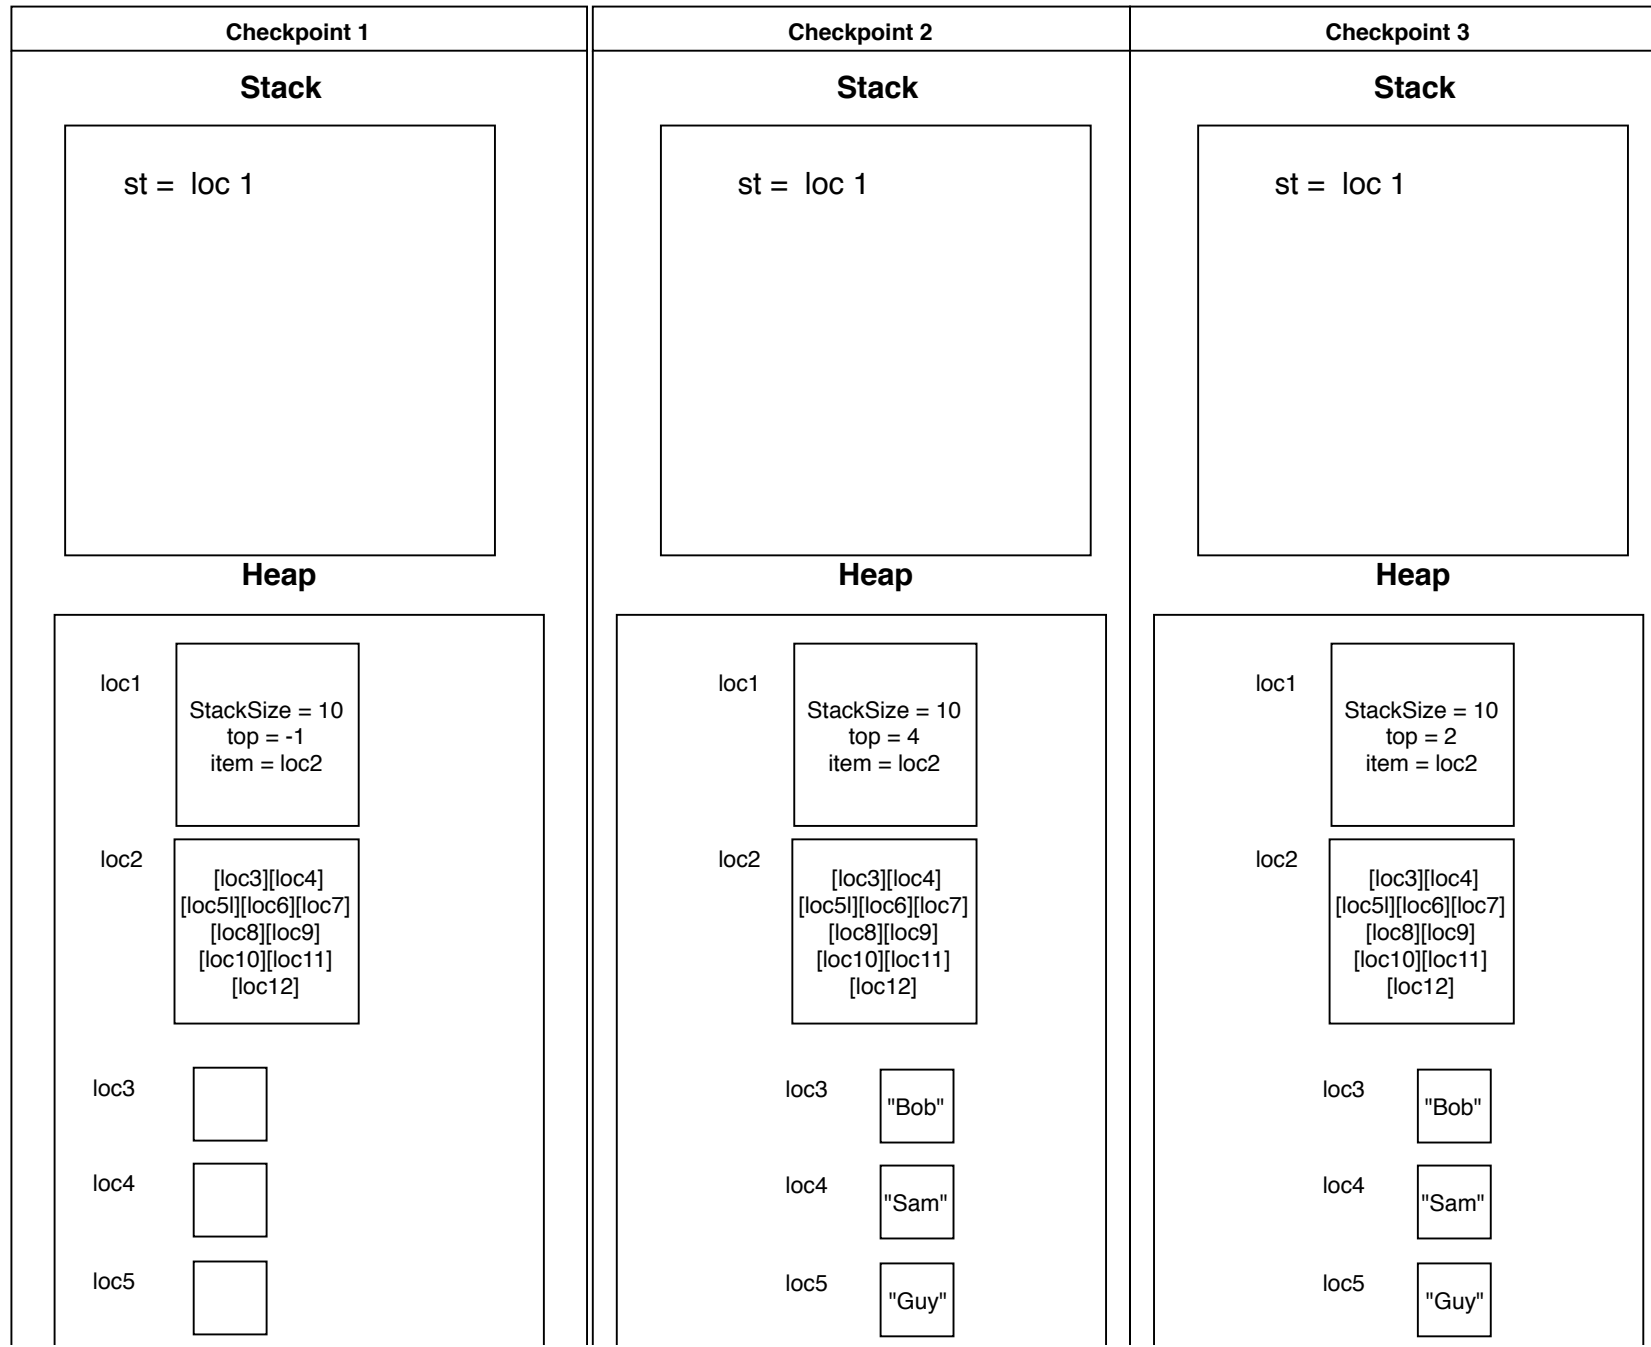 Checkpoint 1
Stack
st = loc 1
Heap
loc1
StackSize = 10
top = -1
item = loc2
loc2
[loc3][loc4]
[loc5l][loc6][loc7]
[loc8][loc9]
[loc10][loc11]
[loc12]
loc3
loc4
loc5
Checkpoint 2
Stack
st = loc 1
Heap
loc1
StackSize = 10
top = 4
item = loc2
loc2
[loc3][loc4]
[loc5l][loc6][loc7]
[loc8][loc9]
[loc10][loc11]
[loc12]
loc3
"Bob"
loc4
"Sam"
loc5
"Guy"
Checkpoint 3
Stack
st = loc 1
Heap
loc1
StackSize = 10
top = 2
item = loc2
loc2
[loc3][loc4]
[loc5l][loc6][loc7]
[loc8][loc9]
[loc10][loc11]
[loc12]
loc3
"Bob"
loc4
"Sam"
loc5
"Guy"